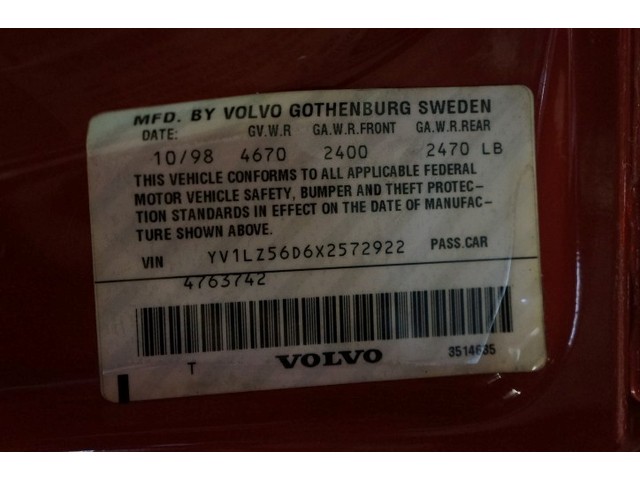 MFD. BY VOLVO GOTHENBURG SWEDEN
DATE: GV.W.R GA.W.R.FRONT GA.W.R.REAR
10/98 4670 2400 2470 LB
THIS VEHICLE CONFORMS TO ALL APPLICABLE FEDERAL
MOTOR VEHICLE SAFETY, BUMPER AND THEFT PROTEC-
TION STANDARDS IN EFFECT ON THE DATE OF MANUFAC-
TURE SHOWN ABOVE.
VIN YV1LZ56D6X2572922 PASS.CAR
4763742
T VOLVO 3514635